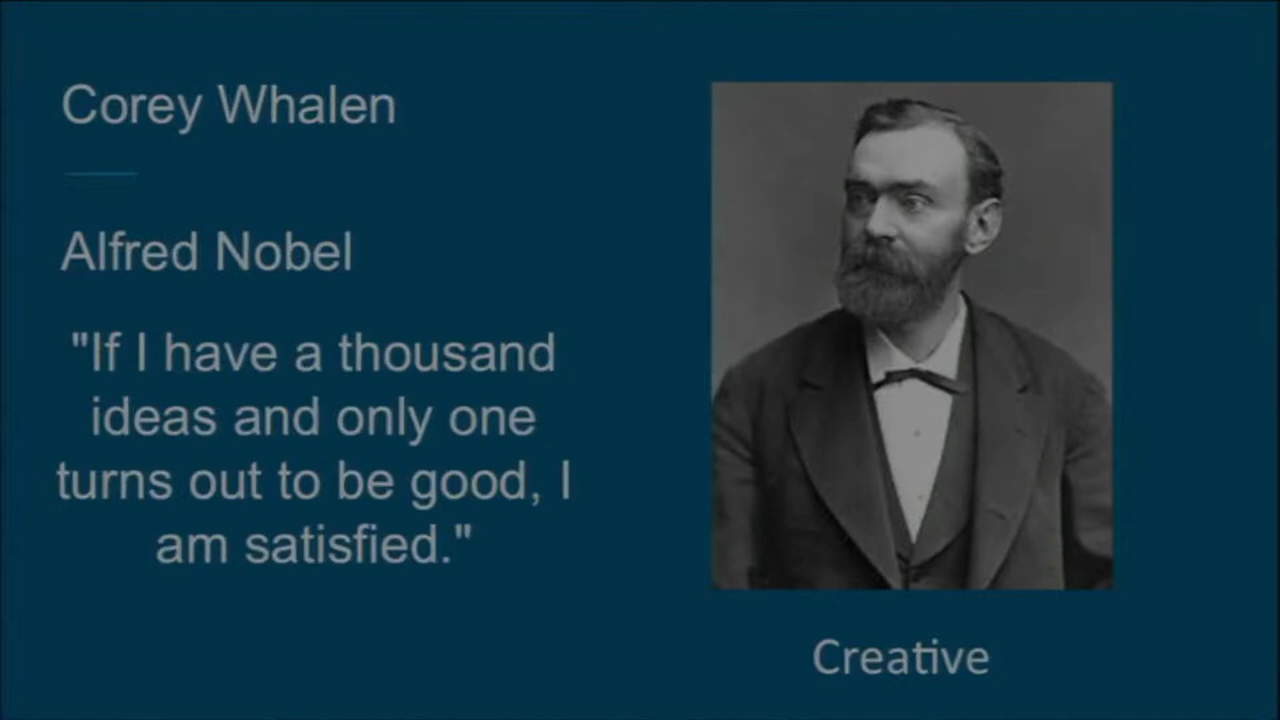 Corey Whalen
Alfred Nobel
"If I have a thousand
ideas and only one
turns out to be good, I
am satisfied."
Creative